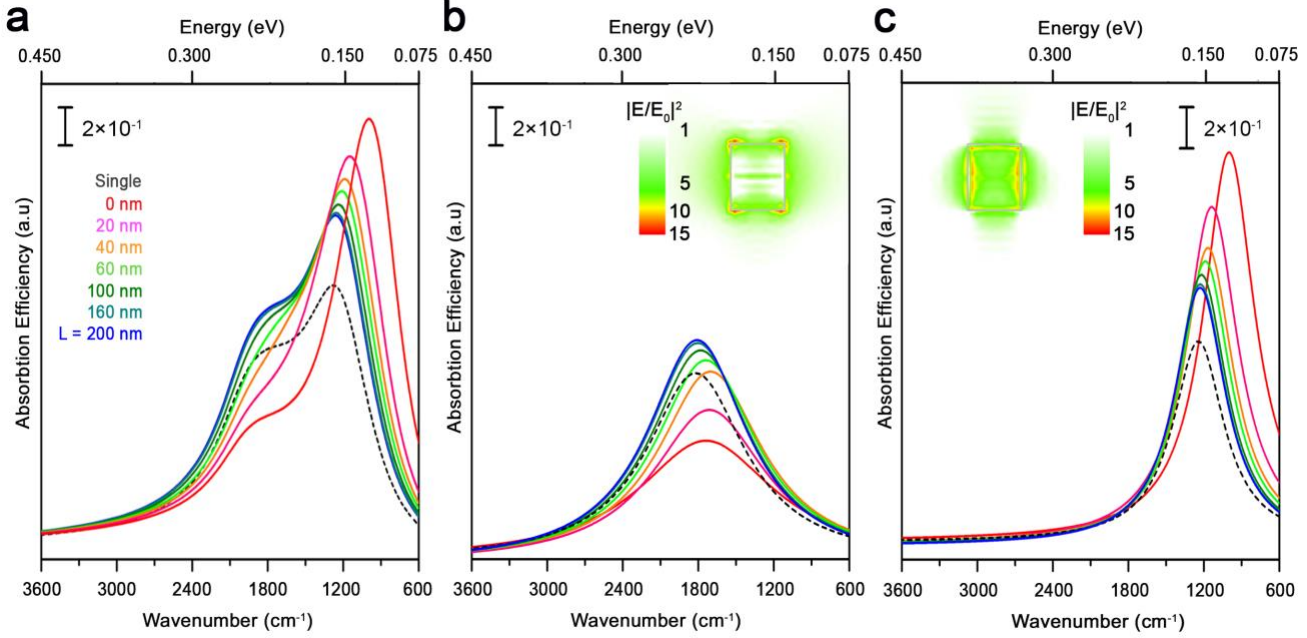 a
Energy (eV)
0.450 0.300 0.150 0.075
2×10⁻¹
Single
0 nm
20 nm
40 nm
60 nm
100 nm
160 nm
L = 200 nm
Absorbtion Efficiency (a.u)
3600 3000 2400 1800 1200 600
Wavenumber (cm⁻¹)
b
Energy (eV)
0.450 0.300 0.150 0.075
2×10⁻¹
|E/E₀|²
1
5
10
15
Absorbtion Efficiency (a.u)
3600 3000 2400 1800 1200 600
Wavenumber (cm⁻¹)
c
Energy (eV)
0.450 0.300 0.150 0.075
|E/E₀|²
1
5
10
15
2×10⁻¹
Absorbtion Efficiency (a.u)
3600 3000 2400 1800 1200 600
Wavenumber (cm⁻¹)